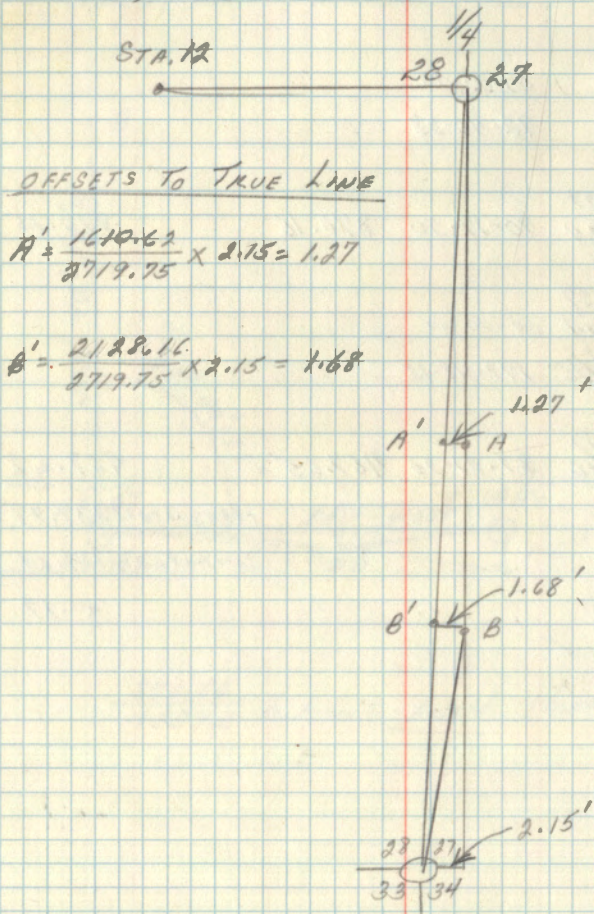 1/4
STA. 12
28 27
OFFSETS TO TRUE LINE
A' = 1610.62 / 2719.75 × 2.15 = 1.27
1.27'
A' A
B' = 2128.16 / 2719.75 × 2.15 = 1.68
1.68'
B' B
2.15'
28 27
33 34